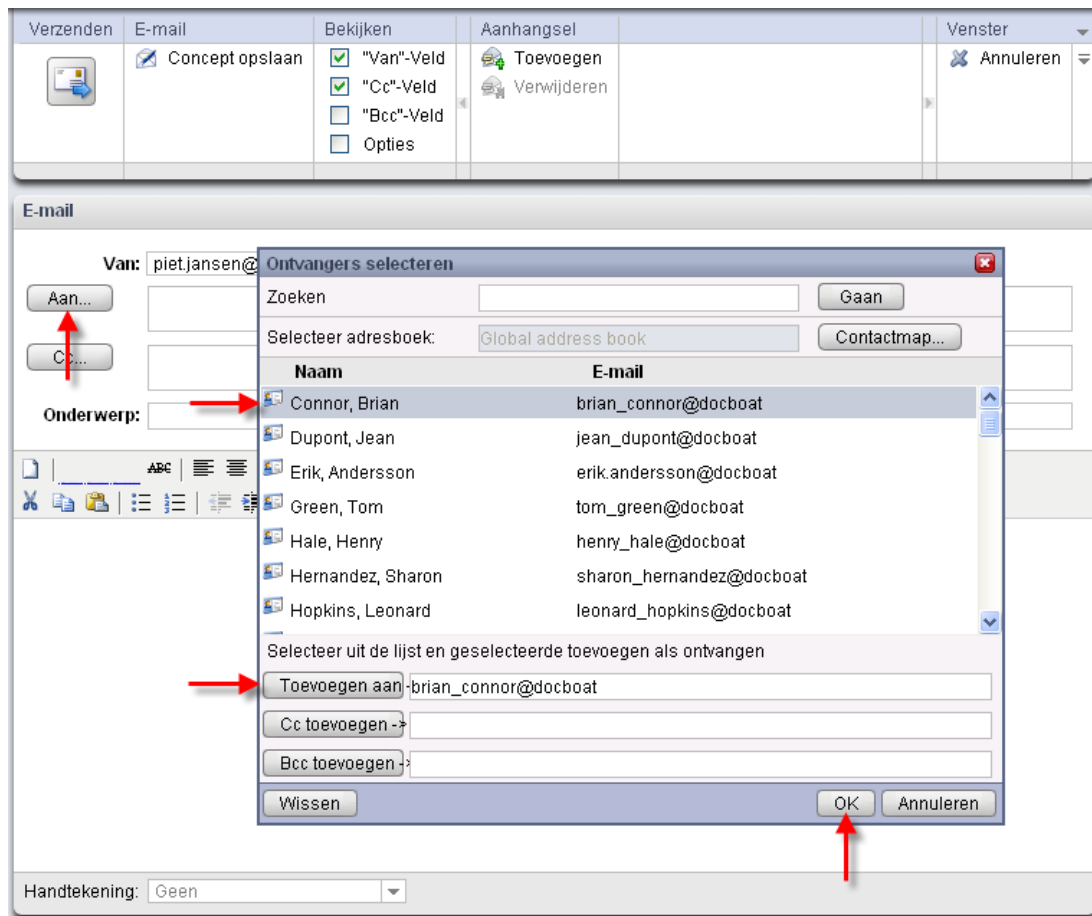 Verzenden E-mail Bekijken Aanhangsel Venster
Concept opslaan "Van"-Veld Toevoegen Annuleren
"Cc"-Veld Verwijderen
"Bcc"-Veld
Opties
E-mail
Van: piet.jansen@
Ontvangers selecteren
Aan...
Zoeken Gaan
Selecteer adresboek: Global address book Contactmap...
Cc...
Naam E-mail
Connor, Brian brian_connor@docboat
Onderwerp:
Dupont, Jean jean_dupont@docboat
ABC
Erik, Andersson erik.andersson@docboat
Green, Tom tom_green@docboat
Hale, Henry henry_hale@docboat
Hernandez, Sharon sharon_hernandez@docboat
Hopkins, Leonard leonard_hopkins@docboat
Selecteer uit de lijst en geselecteerde toevoegen als ontvangen
Toevoegen aan - brian_connor@docboat
Cc toevoegen ->
Bcc toevoegen ->
Wissen OK Annuleren
Handtekening: Geen